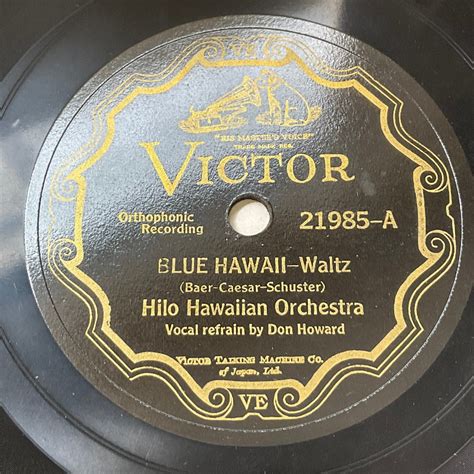 VE
"HIS MASTER'S VOICE"
TRADE MARK REG.
VICTOR
Orthophonic
Recording
21985-A
BLUE HAWAII—Waltz
(Baer-Caesar-Schuster)
Hilo Hawaiian Orchestra
Vocal refrain by Don Howard
VICTOR TALKING MACHINE CO.
of Japan, Ltd.
VE